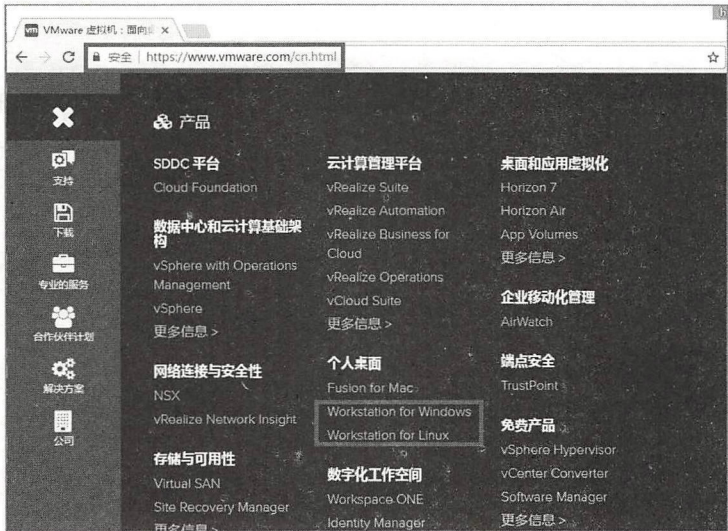 VMware 虚拟机：面向
安全 | https://www.vmware.com/cn.html
产品
支持
下载
专业的服务
合作伙伴计划
解决方案
公司
SDDC 平台
Cloud Foundation
数据中心和云计算基础架
构
vSphere with Operations
Management
vSphere
更多信息 >
网络连接与安全性
NSX
vRealize Network Insight
存储与可用性
Virtual SAN
Site Recovery Manager
更多信息 >
云计算管理平台
vRealize Suite
vRealize Automation
vRealize Business for
Cloud
vRealize Operations
vCloud Suite
更多信息 >
个人桌面
Fusion for Mac
Workstation for Windows
Workstation for Linux
数字化工作空间
Workspace ONE
Identity Manager
桌面和应用虚拟化
Horizon 7
Horizon Air
App Volumes
更多信息 >
企业移动化管理
AirWatch
端点安全
TrustPoint
免费产品
vSphere Hypervisor
vCenter Converter
Software Manager
更多信息 >